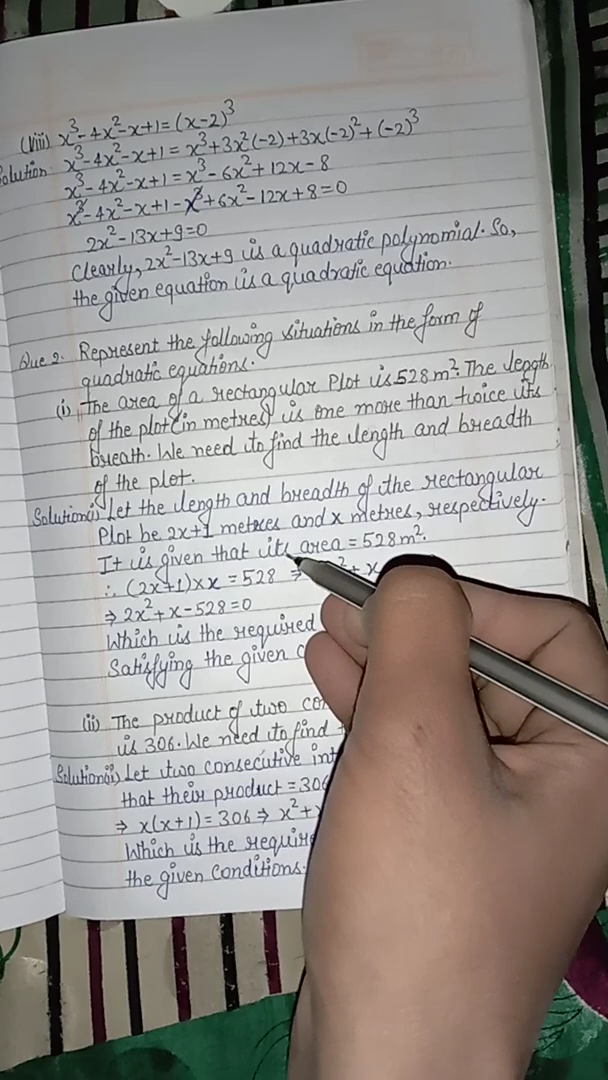 (viii) x³-4x²-x+1=(x-2)³
Solution x³-4x²-x+1 = x³+3x²(-2)+3x(-2)²+(-2)³
x³-4x²-x+1 = x³-6x²+12x-8
x³-4x²-x+1-x³+6x²-12x+8=0
2x²-13x+9=0
Clearly, 2x²-13x+9 is a quadratic polynomial. So,
the given equation is a quadratic equation.
Que 2. Represent the following situations in the form of
quadratic equations.
(i) The area of a rectangular Plot is 528m². The length
of the plot (in metres) is one more than twice its
breath. We need to find the length and breadth
of the plot.
Solution(i) Let the length and breadth of the rectangular
Plot be 2x+1 metres and x metres, respectively.
It is given that its area = 528m².
∴ (2x+1)×x = 528 ⇒ + x
⇒ 2x²+x-528=0
Which is the required
Satisfying the given
(ii) The product of two
is 306. We need to find
Solution(ii) Let two consecutive
that their product = 306
⇒ x(x+1)=306 ⇒ x²+
Which is the
the given conditions.